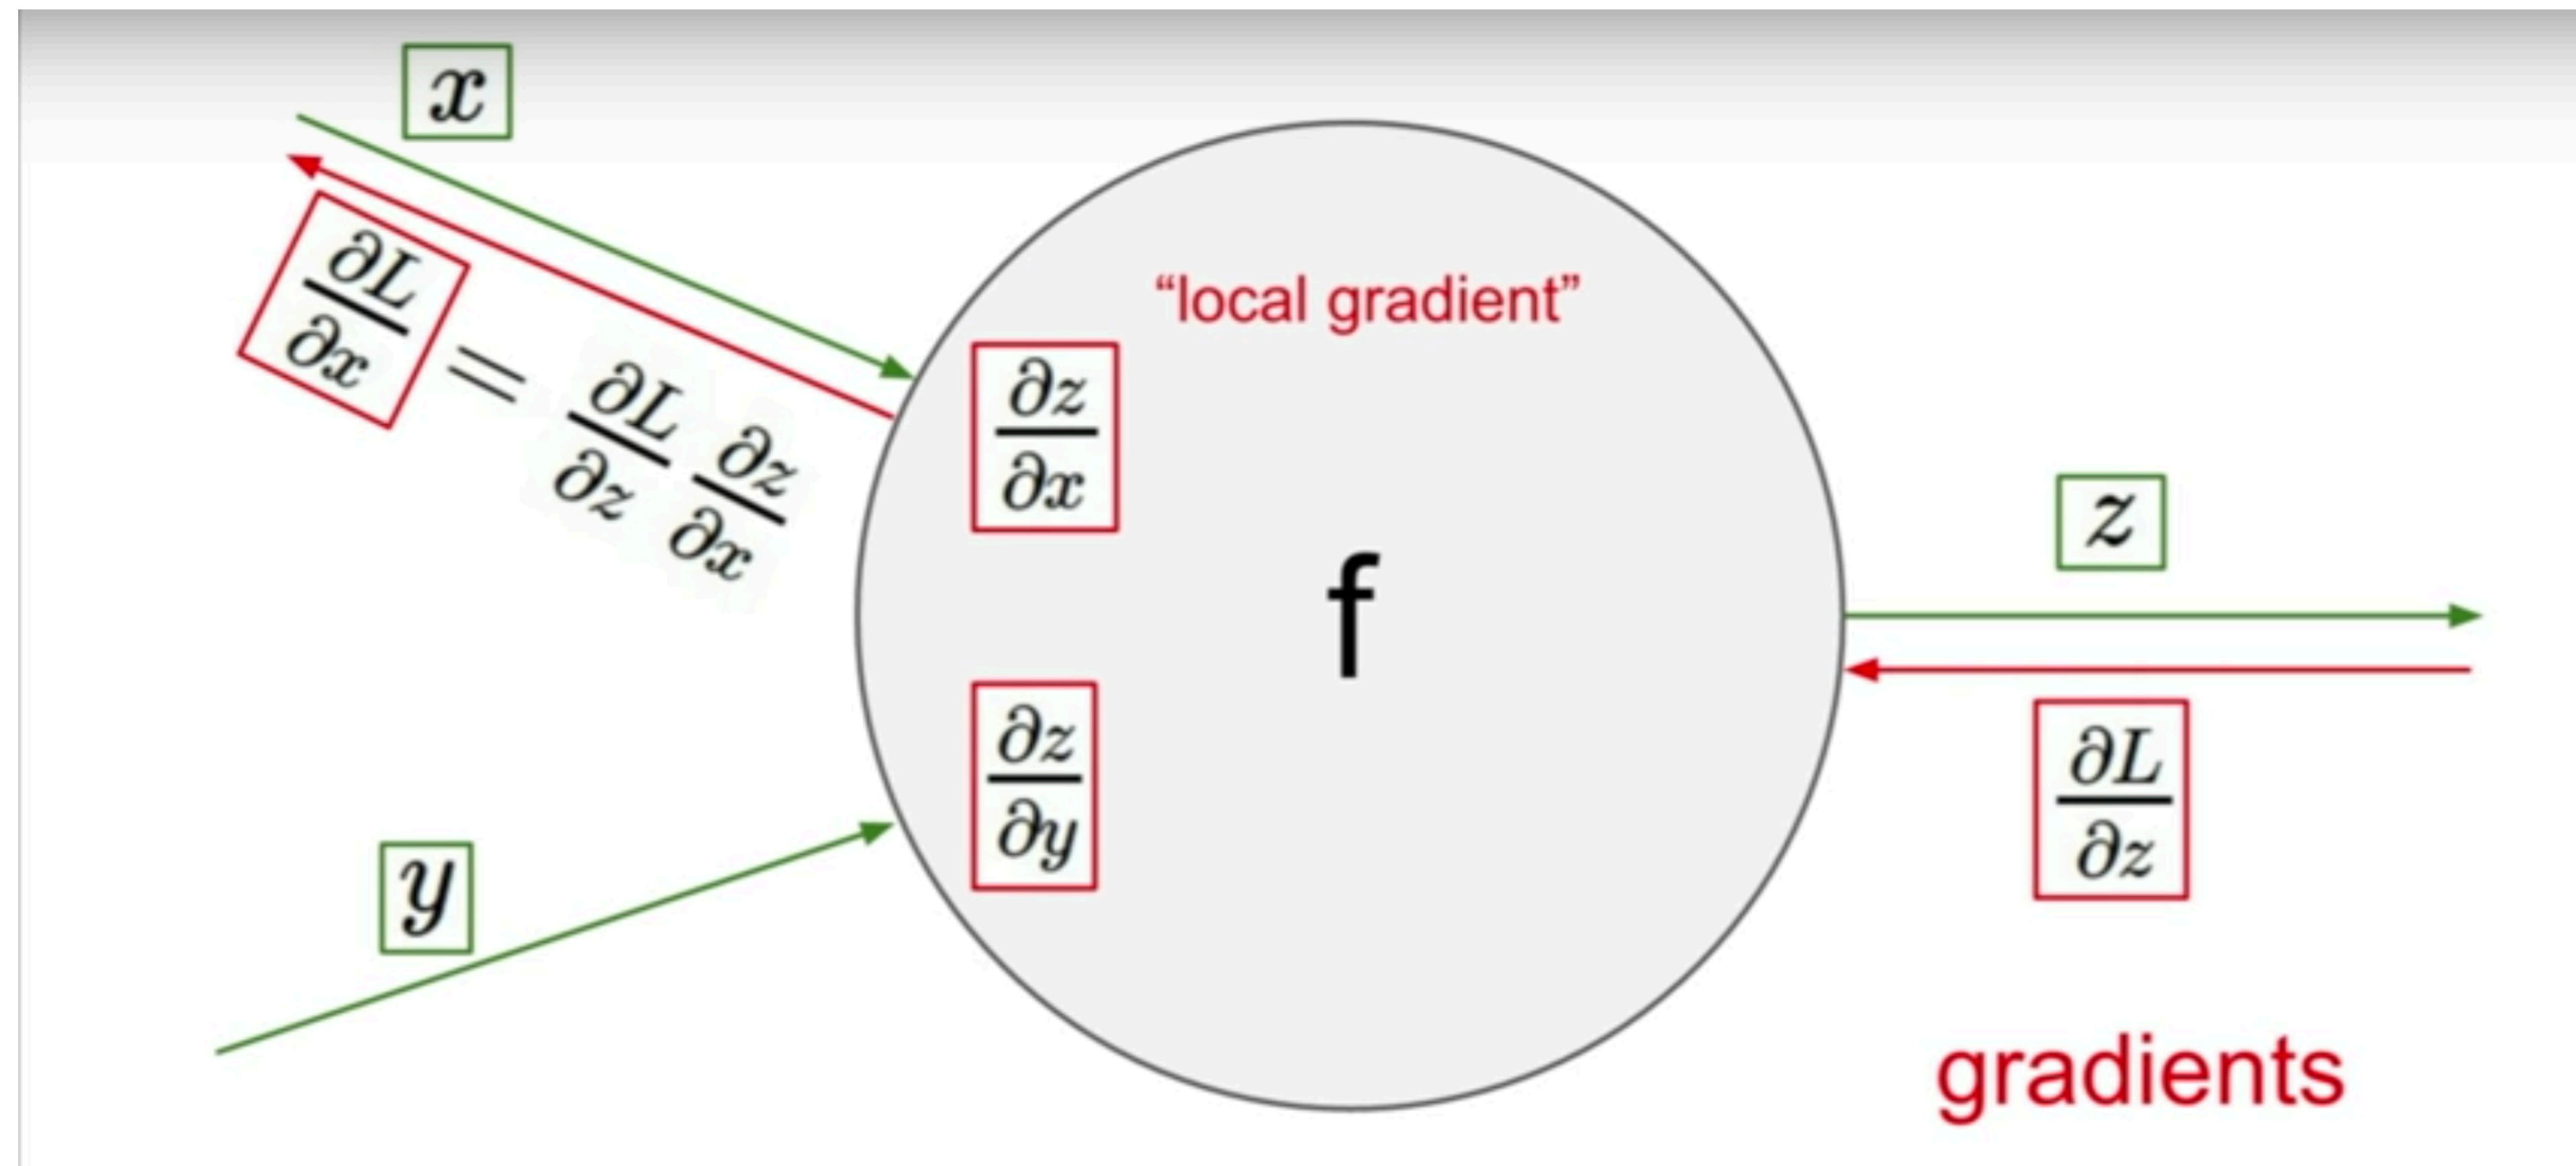 x
∂L/∂x = ∂L/∂z ∂z/∂x
“local gradient”
∂z/∂x
f
z
∂z/∂y
∂L/∂z
y
gradients